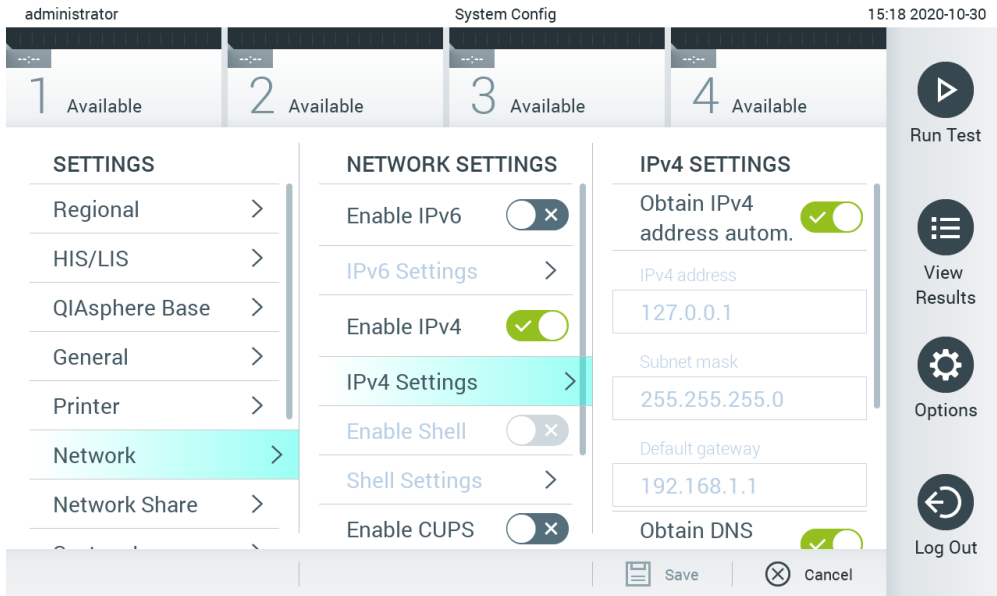 administrator
System Config
15:18 2020-10-30
--:--
--:--
--:--
--:--
1 Available
2 Available
3 Available
4 Available
Run Test
View
Results
Options
Log Out
SETTINGS
Regional
HIS/LIS
QIAsphere Base
General
Printer
Network
Network Share
NETWORK SETTINGS
Enable IPv6
IPv6 Settings
Enable IPv4
IPv4 Settings
Enable Shell
Shell Settings
Enable CUPS
IPv4 SETTINGS
Obtain IPv4
address autom.
IPv4 address
127.0.0.1
Subnet mask
255.255.255.0
Default gateway
192.168.1.1
Obtain DNS
Save
Cancel